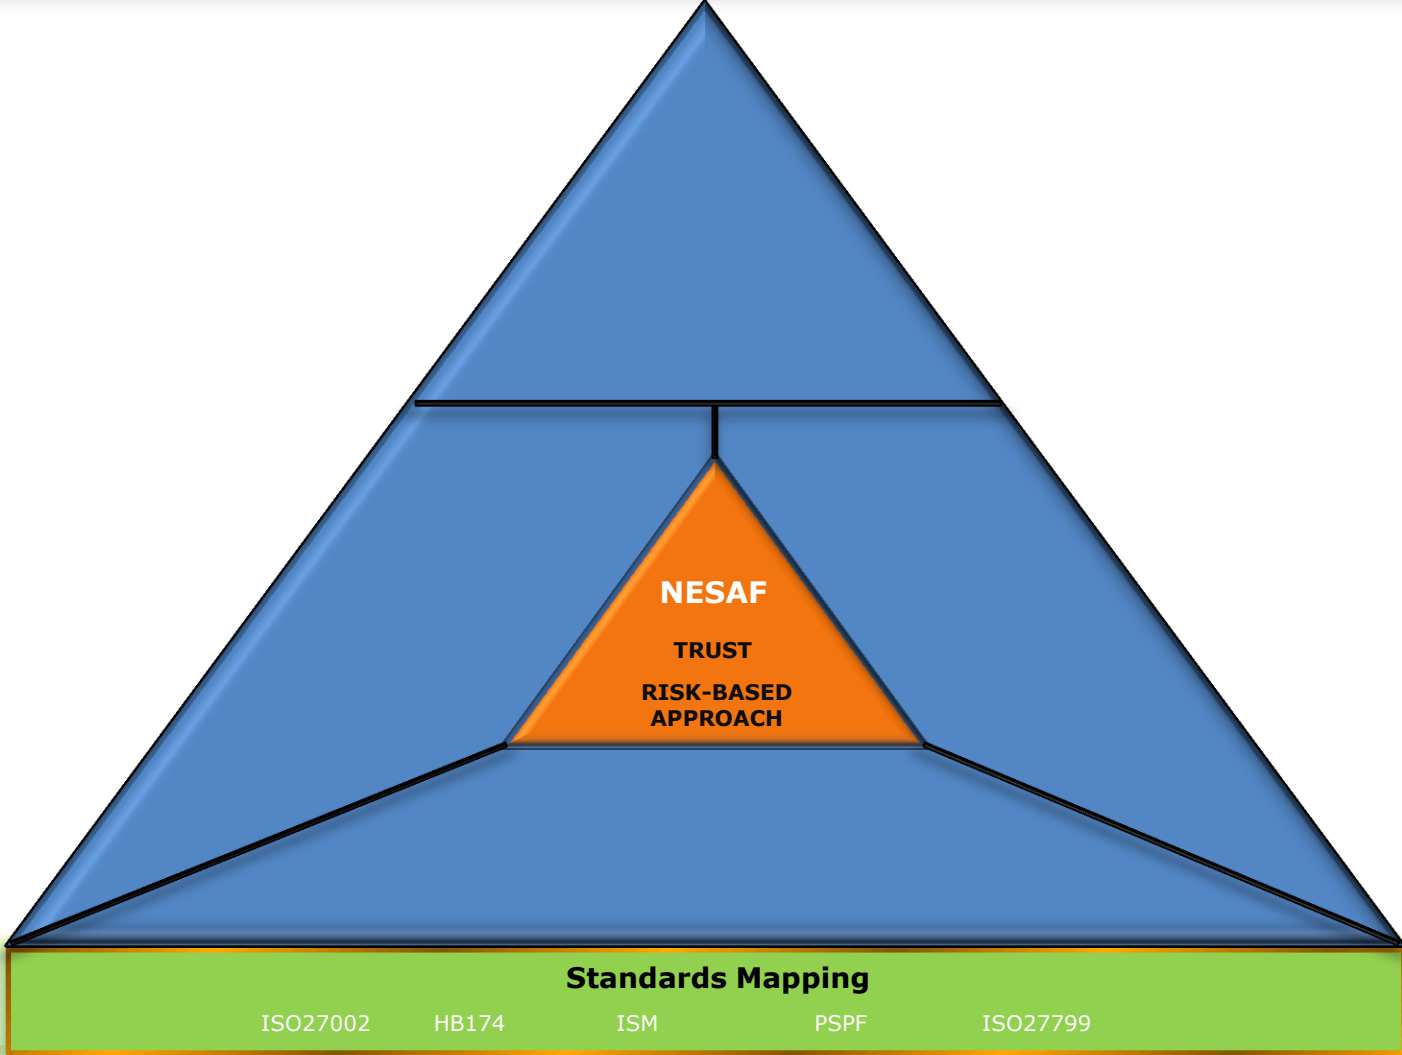 NESAF
TRUST
RISK-BASED
APPROACH
Standards Mapping
ISO27002 HB174 ISM PSPF ISO27799